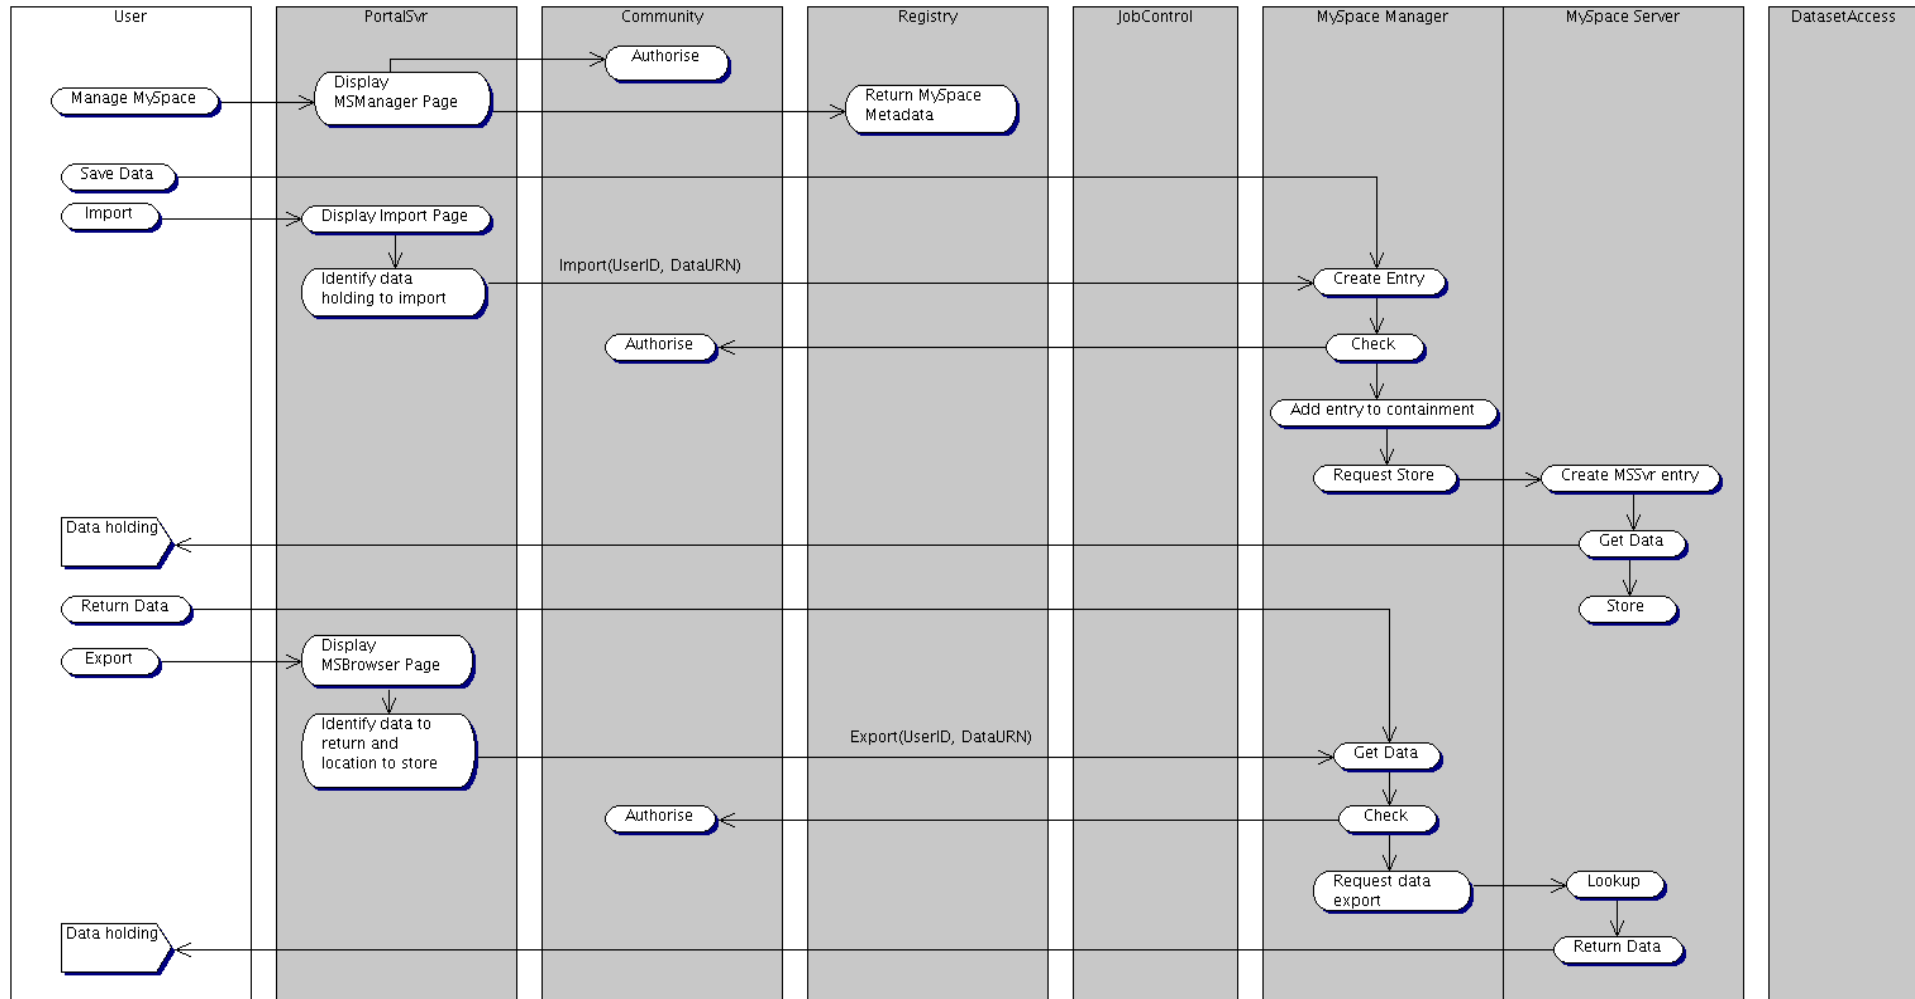 User
PortalSvr
Community
Registry
JobControl
MySpace Manager
MySpace Server
DatasetAccess
Authorise
Display
MSManager Page
Manage MySpace
Return MySpace
Metadata
Save Data
Import
Display Import Page
Import(UserID, DataURN)
Identify data
holding to import
Create Entry
Authorise
Check
Add entry to containment
Request Store
Create MSSvr entry
Data holding
Get Data
Return Data
Store
Display
MSBrowser Page
Export
Identify data to
return and
location to store
Export(UserID, DataURN)
Get Data
Authorise
Check
Request data
export
Lookup
Data holding
Return Data